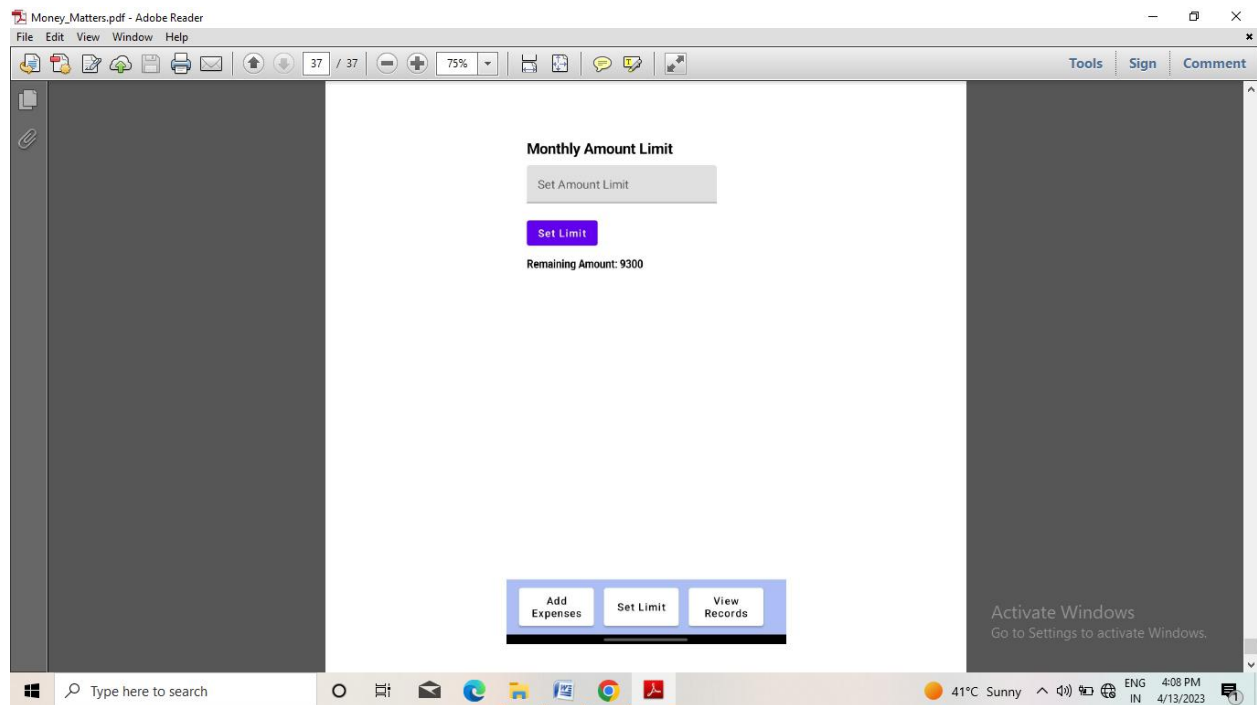 Money_Matters.pdf - Adobe Reader
File Edit View Window Help
37 / 37 75% Tools Sign Comment
Monthly Amount Limit
Set Amount Limit
Set Limit
Remaining Amount: 9300
Add Expenses
Set Limit
View Records
Activate Windows
Go to Settings to activate Windows.
Type here to search
41°C Sunny
ENG
IN
4:08 PM
4/13/2023
1